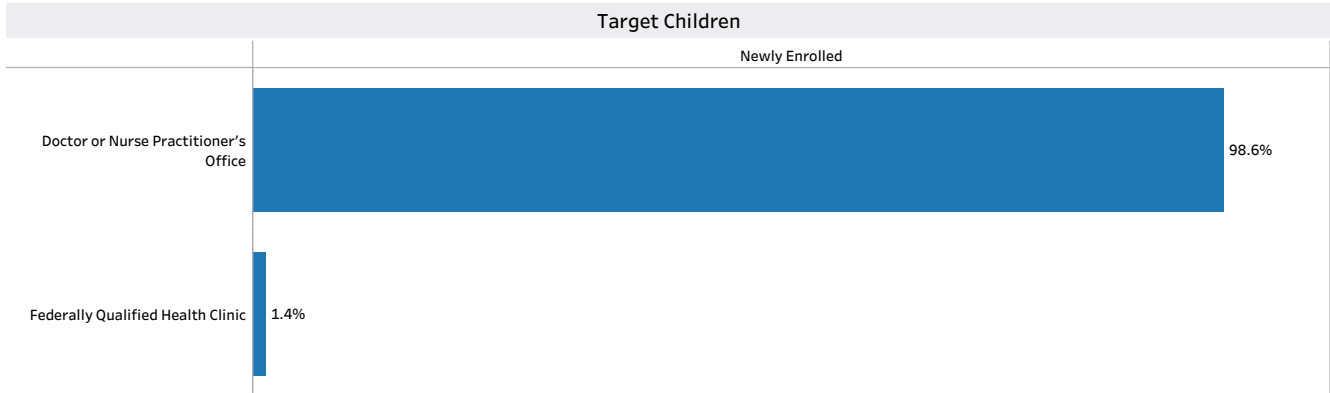 Target Children
Newly Enrolled
Doctor or Nurse Practitioner's
Office
98.6%
Federally Qualified Health Clinic
1.4%